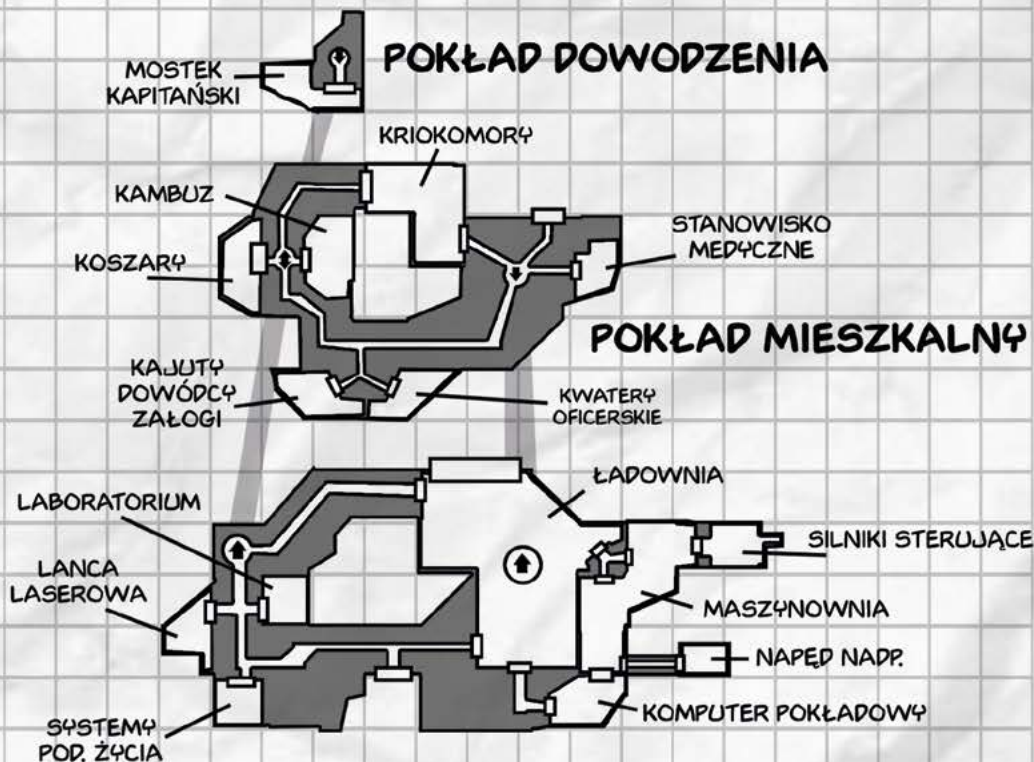 POKŁAD DOWODZENIA
MOSTEK
KAPITAŃSKI
KRIOKOMORY
KAMBUZ
STANOWISKO
MEDYCZNE
KOSZARY
POKŁAD MIESZKALNY
KAJUTY
DOWÓDCY
ZAŁOGI
KWATERY
OFICERSKIE
ŁADOWNIA
LABORATORIUM
SILNIKI STERUJĄCE
LANCA
LASEROWA
MASZYNOWNIA
NAPĘD NADP.
KOMPUTER POKŁADOWY
SYSTEMY
POD. ŻYCIA